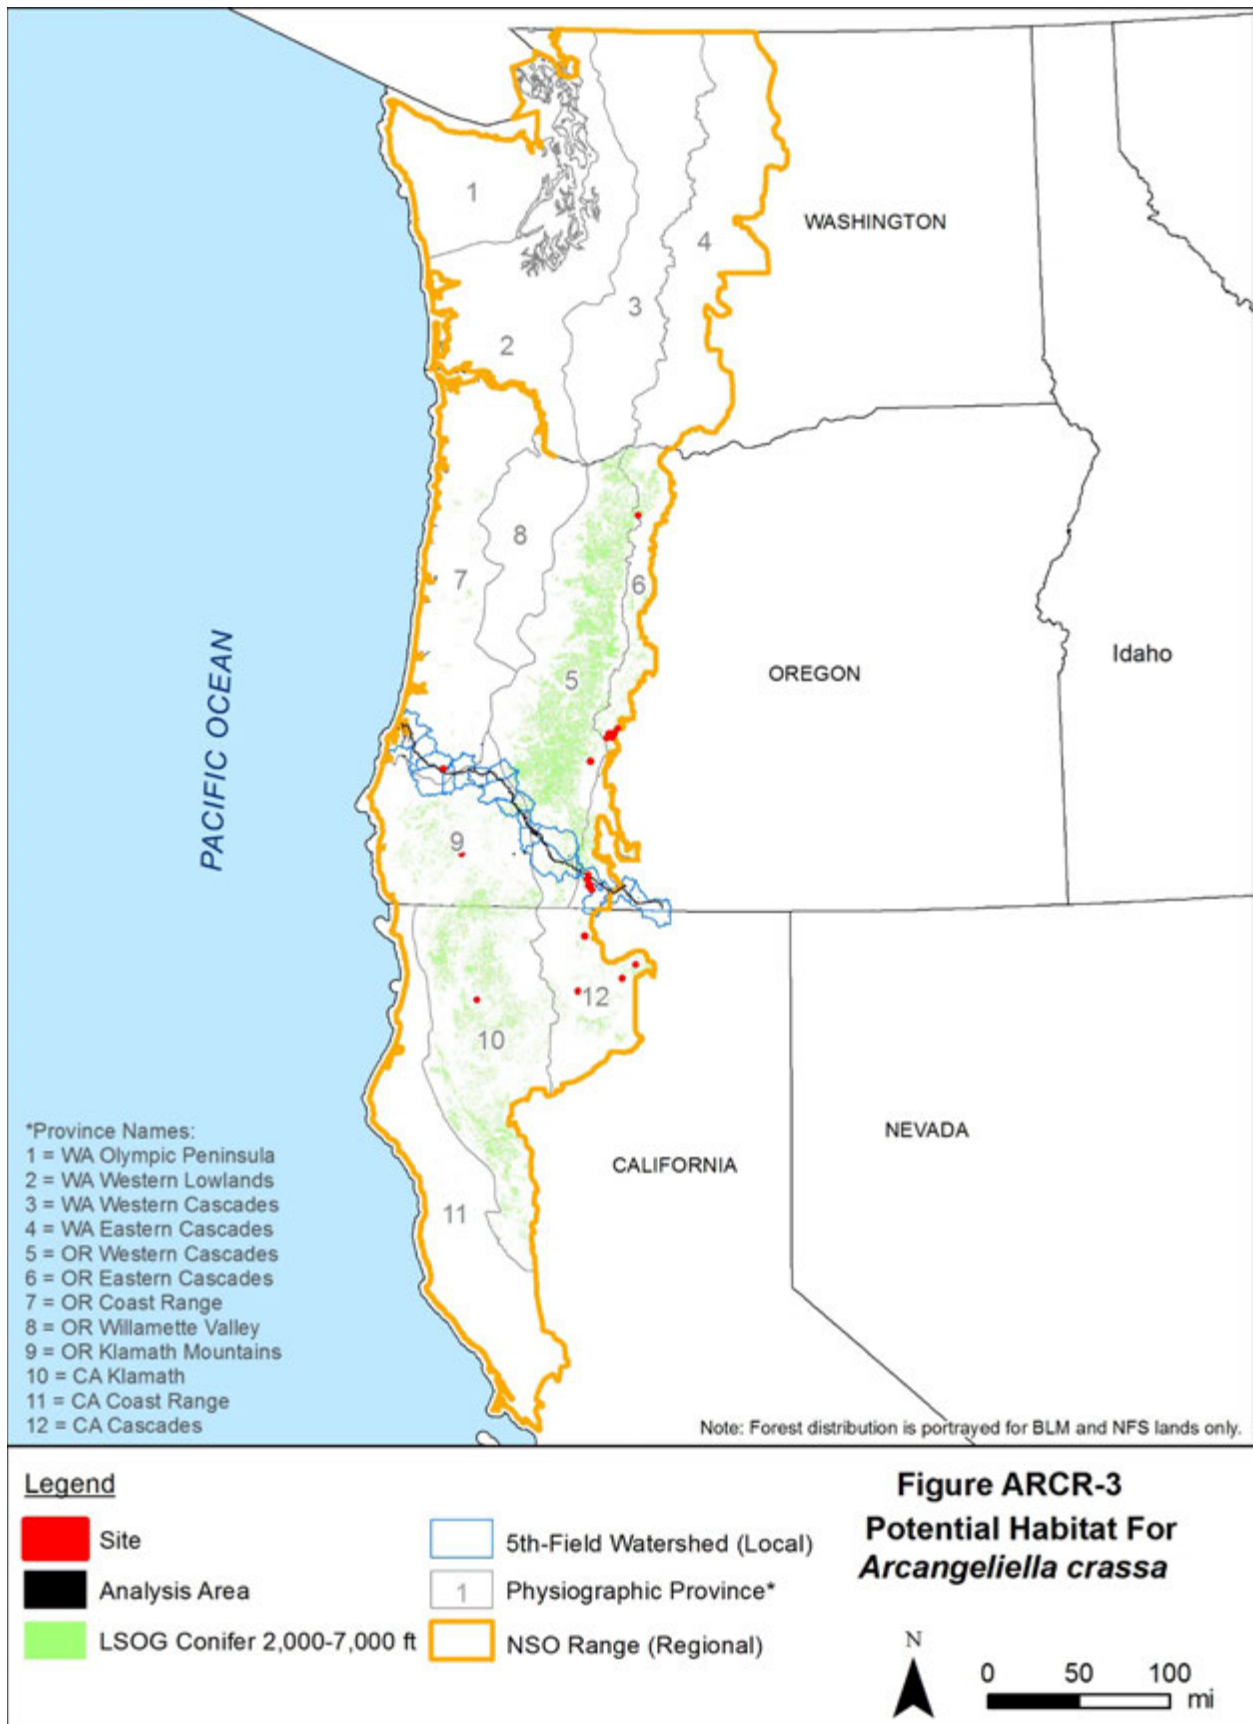 1
WASHINGTON
4
3
2
8
7
6
5
OREGON
Idaho
PACIFIC OCEAN
9
12
10
NEVADA
CALIFORNIA
11
*Province Names:
1 = WA Olympic Peninsula
2 = WA Western Lowlands
3 = WA Western Cascades
4 = WA Eastern Cascades
5 = OR Western Cascades
6 = OR Eastern Cascades
7 = OR Coast Range
8 = OR Willamette Valley
9 = OR Klamath Mountains
10 = CA Klamath
11 = CA Coast Range
12 = CA Cascades
Note: Forest distribution is portrayed for BLM and NFS lands only.
Legend
Site
Analysis Area
LSOG Conifer 2,000-7,000 ft
5th-Field Watershed (Local)
1 Physiographic Province*
NSO Range (Regional)
Figure ARCR-3
Potential Habitat For
Arcangeliella crassa
N
0 50 100
mi